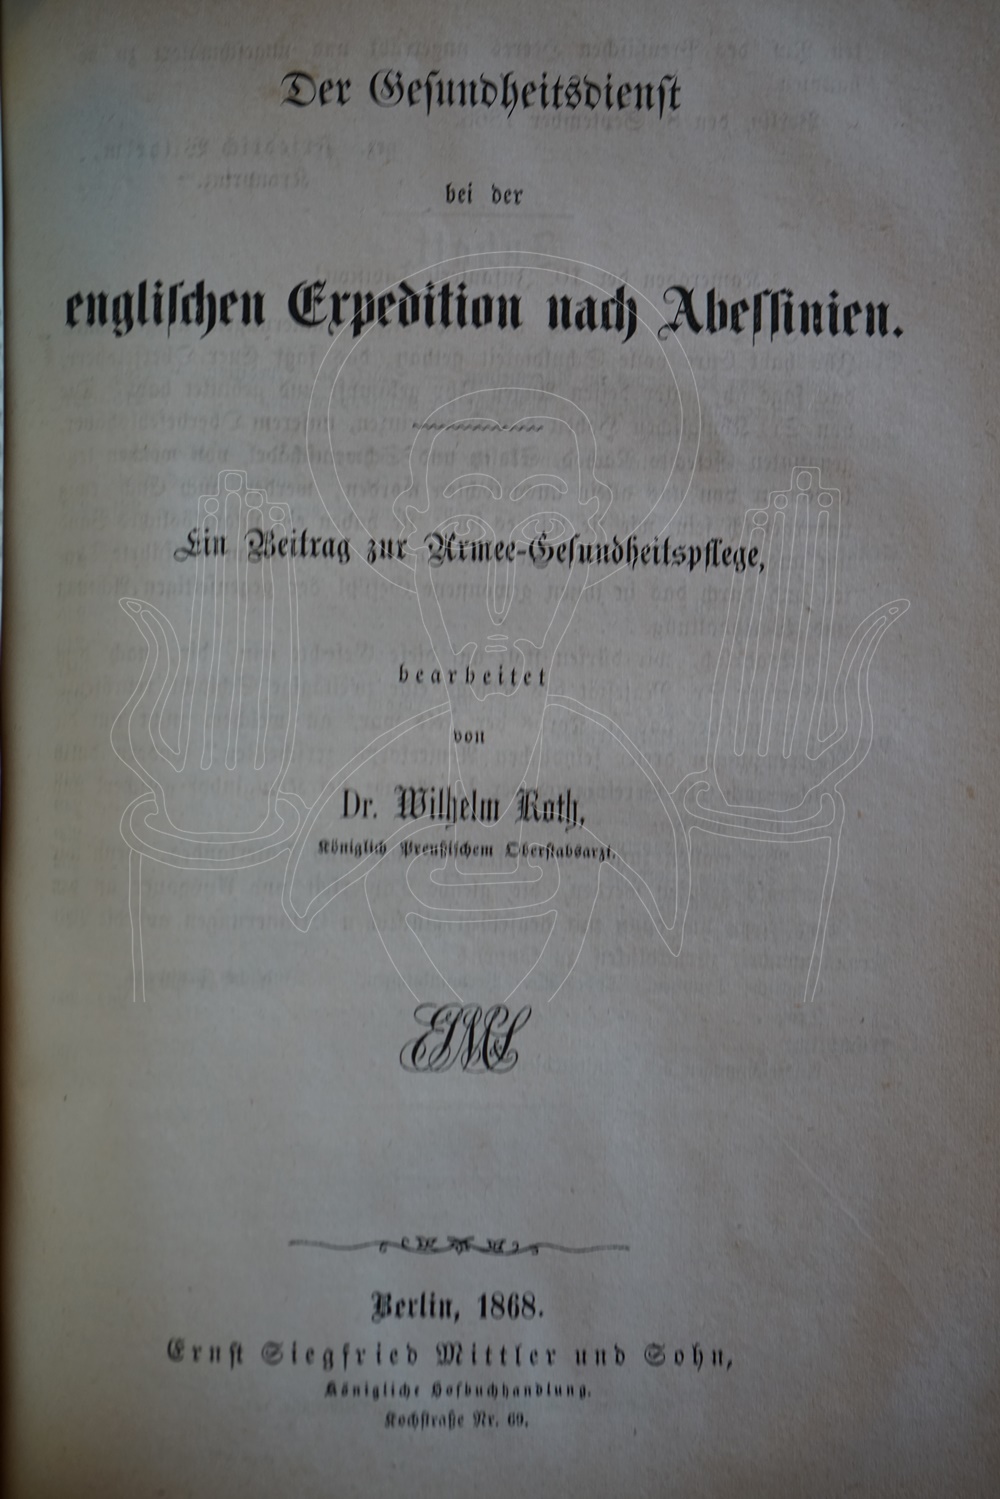 Der Gesundheitsdienst
bei der
englischen Expedition nach Abessinien.
Ein Beitrag zur Armee-Gesundheitspflege,
bearbeitet
von
Dr. Wilhelm Roth,
Königlich Preußischem Oberstabsarzt.
Berlin, 1868.
Ernst Siegfried Mittler und Sohn,
Königliche Hofbuchhandlung.
Kochstraße Nr. 69.